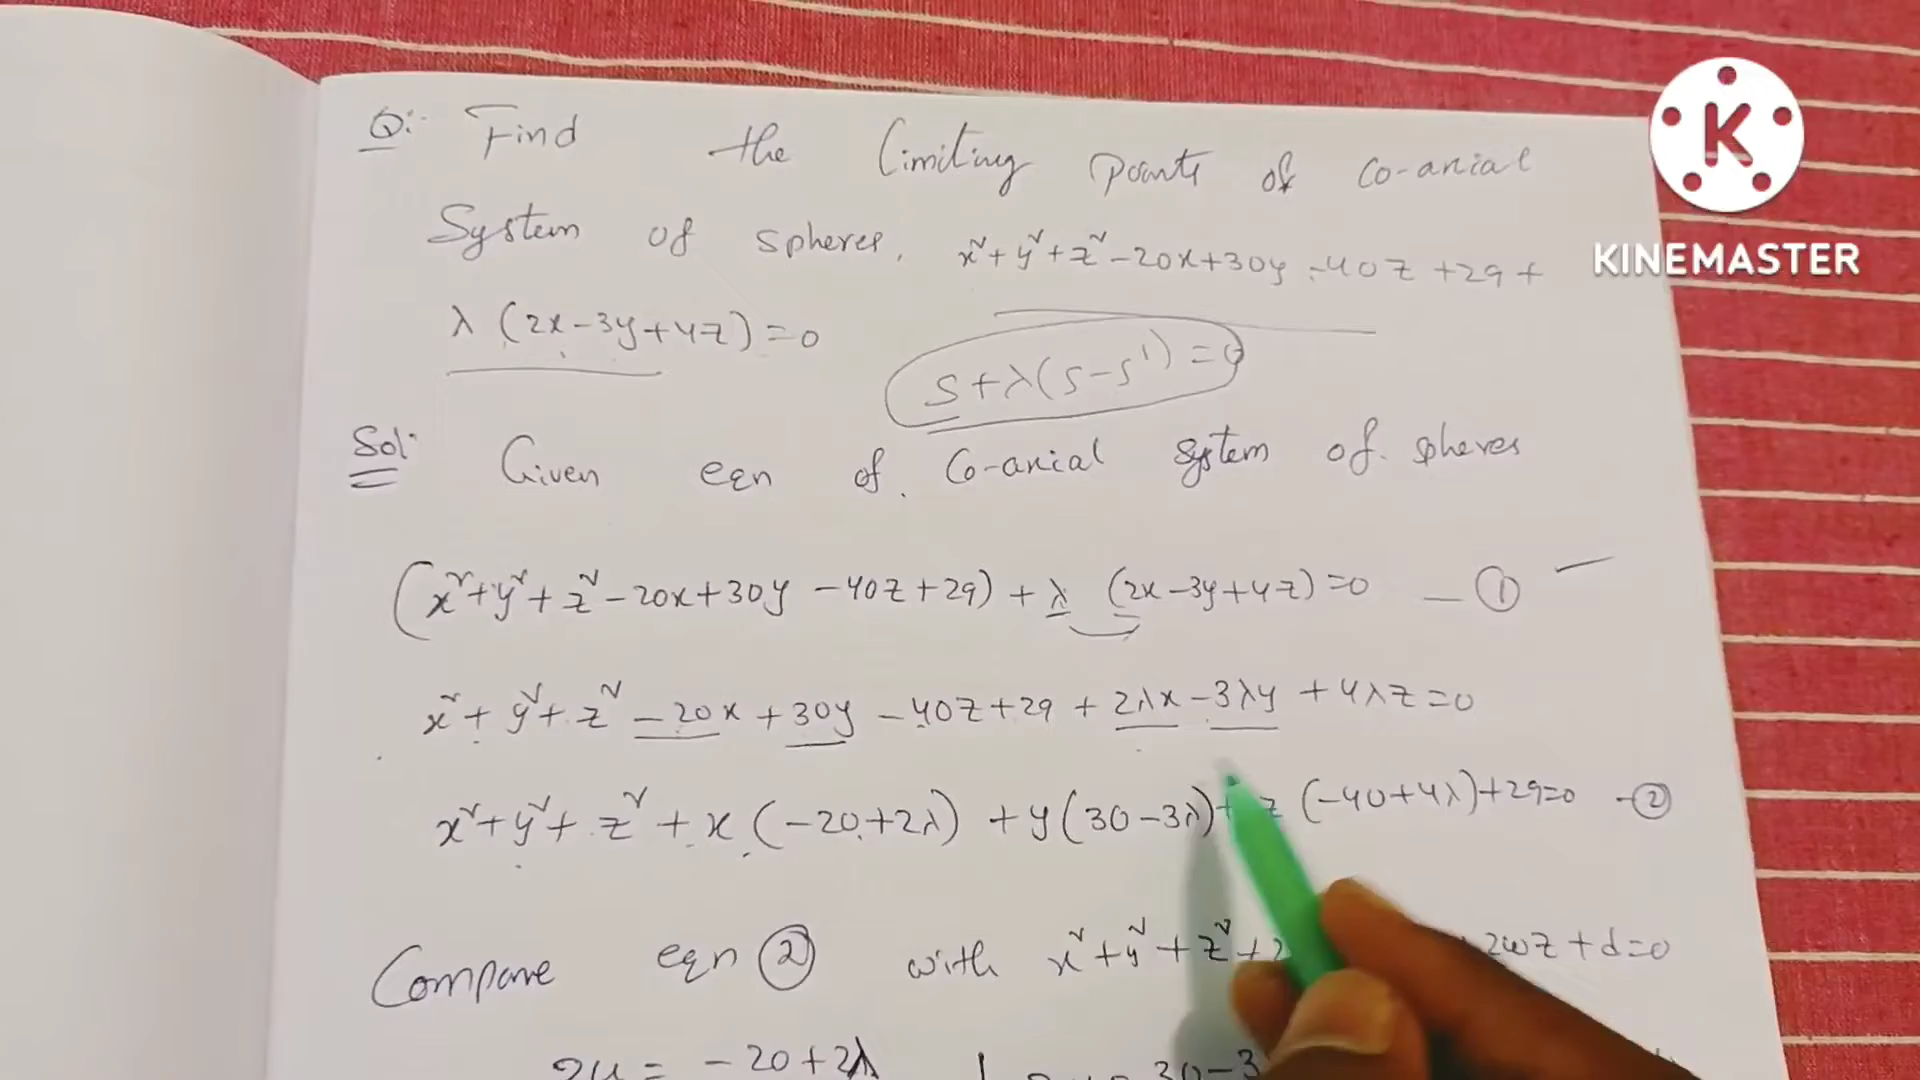 Q:- Find the limiting points of co-axial
System of spheres, x²+y²+z²-20x+30y-40z+29+
λ(2x-3y+4z)=0
S+λ(S-S')=0
Sol: Given eqn of Co-axial system of spheres
(x²+y²+z²-20x+30y-40z+29)+λ(2x-3y+4z)=0 — ①
x²+y²+z²-20x+30y-40z+29+2λx-3λy+4λz=0
x²+y²+z²+x(-20+2λ)+y(30-3λ)+z(-40+4λ)+29=0 -②
Compare eqn ② with x²+y²+z²+2 2wz+d=0
2u = -20+2λ 30-3
K
KINEMASTER